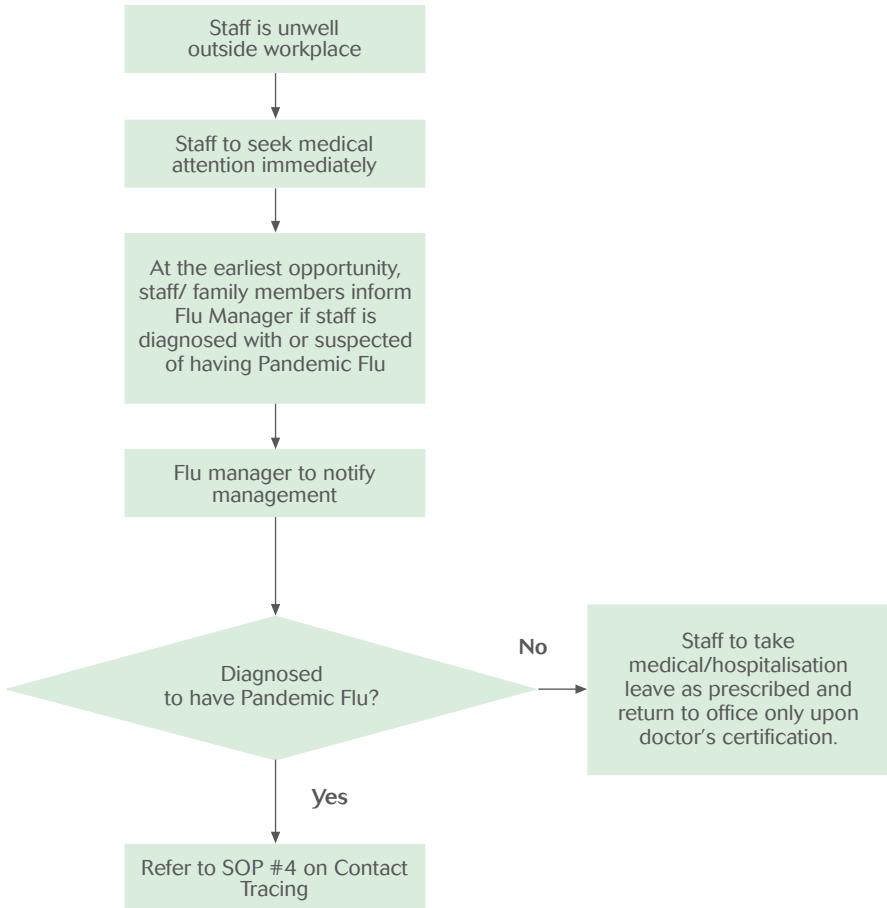 Staff is unwell
outside workplace
Staff to seek medical
attention immediately
At the earliest opportunity,
staff/ family members inform
Flu Manager if staff is
diagnosed with or suspected
of having Pandemic Flu
Flu manager to notify
management
Diagnosed
to have Pandemic Flu?
No
Staff to take
medical/hospitalisation
leave as prescribed and
return to office only upon
doctor's certification.
Yes
Refer to SOP #4 on Contact
Tracing